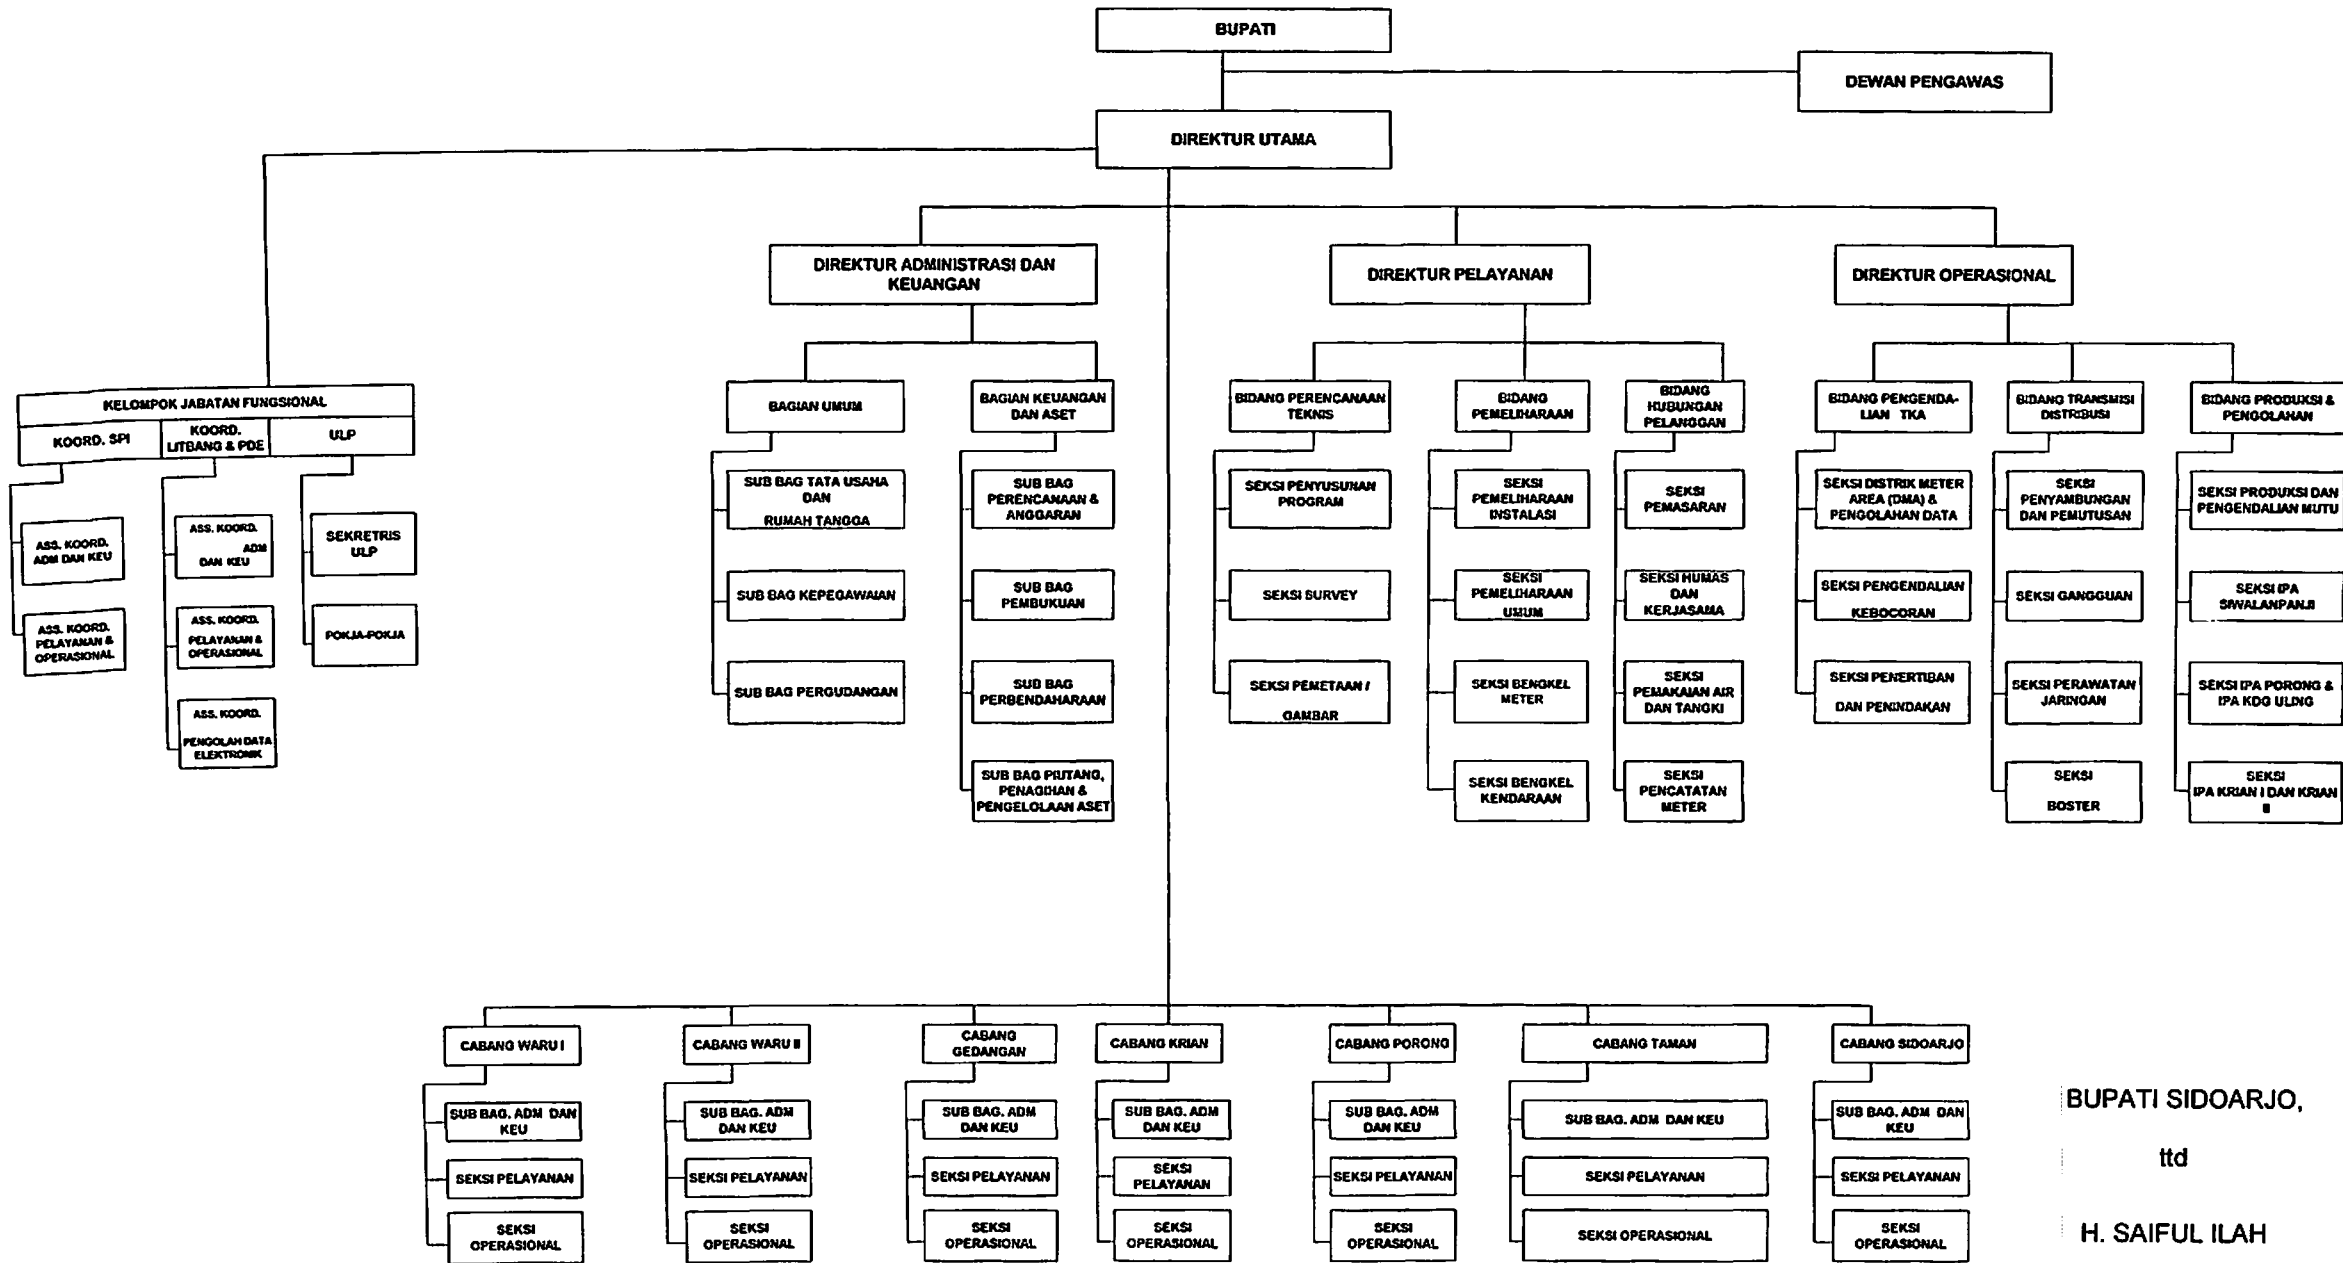 BUPATI
DEWAN PENGAWAS
DIREKTUR UTAMA
DIREKTUR ADMINISTRASI DAN
KEUANGAN
DIREKTUR PELAYANAN
DIREKTUR OPERASIONAL
KELOMPOK JABATAN FUNGSIONAL
KOORD. SPI
KOORD.
LITBANG & PDE
ULP
ASS. KOORD.
ADM DAN KEU
ASS. KOORD.
PELAYANAN &
OPERASIONAL
ASS. KOORD.
ADM
DAN KEU
ASS. KOORD.
PELAYANAN &
OPERASIONAL
ASS. KOORD.
PENGOLAH DATA
ELEKTRONIK
SEKRETRIS
ULP
POKJA-POKJA
BAGIAN UMUM
SUB BAG TATA USAHA
DAN
RUMAH TANGGA
SUB BAG KEPEGAWAIAN
SUB BAG PERGUDANGAN
BAGIAN KEUANGAN
DAN ASET
SUB BAG
PERENCANAAN &
ANGGARAN
SUB BAG
PEMBUKUAN
SUB BAG
PERBENDAHARAAN
SUB BAG PIUTANG,
PENAGIHAN &
PENGELOLAAN ASET
BIDANG PERENCANAAN
TEKNIS
SEKSI PENYUSUNAN
PROGRAM
SEKSI SURVEY
SEKSI PEMETAAN /
GAMBAR
BIDANG
PEMELIHARAAN
SEKSI
PEMELIHARAAN
INSTALASI
SEKSI
PEMELIHARAAN
UMUM
SEKSI BENGKEL
METER
SEKSI BENGKEL
KENDARAAN
BIDANG
HUBUNGAN
PELANGGAN
SEKSI
PEMASARAN
SEKSI HUMAS
DAN
KERJASAMA
SEKSI
PEMAKAIAN AIR
DAN TANGKI
SEKSI
PENCATATAN
METER
BIDANG PENGENDA-
LIAN TKA
SEKSI DISTRIK METER
AREA (DMA) &
PENGOLAHAN DATA
SEKSI PENGENDALIAN
KEBOCORAN
SEKSI PENERTIBAN
DAN PENINDAKAN
BIDANG TRANSMISI
DISTRIBUSI
SEKSI
PENYAMBUNGAN
DAN PEMUTUSAN
SEKSI GANGGUAN
SEKSI PERAWATAN
JARINGAN
SEKSI
BOSTER
BIDANG PRODUKSI &
PENGOLAHAN
SEKSI PRODUKSI DAN
PENGENDALIAN MUTU
SEKSI IPA
SIWALANPANJI
SEKSI IPA PORONG &
IPA KDG ULING
SEKSI
IPA KRIAN I DAN KRIAN
II
CABANG WARU I
SUB BAG. ADM DAN
KEU
SEKSI PELAYANAN
SEKSI
OPERASIONAL
CABANG WARU II
SUB BAG. ADM
DAN KEU
SEKSI PELAYANAN
SEKSI
OPERASIONAL
CABANG
GEDANGAN
SUB BAG. ADM
DAN KEU
SEKSI PELAYANAN
SEKSI
OPERASIONAL
CABANG KRIAN
SUB BAG. ADM
DAN KEU
SEKSI
PELAYANAN
SEKSI
OPERASIONAL
CABANG PORONG
SUB BAG. ADM
DAN KEU
SEKSI PELAYANAN
SEKSI
OPERASIONAL
CABANG TAMAN
SUB BAG. ADM DAN KEU
SEKSI PELAYANAN
SEKSI OPERASIONAL
CABANG SIDOARJO
SUB BAG. ADM DAN
KEU
SEKSI PELAYANAN
SEKSI
OPERASIONAL
BUPATI SIDOARJO,
ttd
H. SAIFUL ILAH